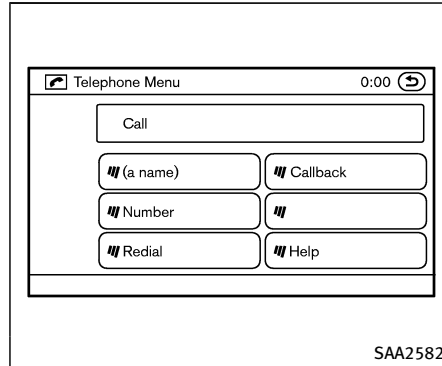 Telephone Menu 0:00
Call
(a name) Callback
Number
Redial Help
SAA2582